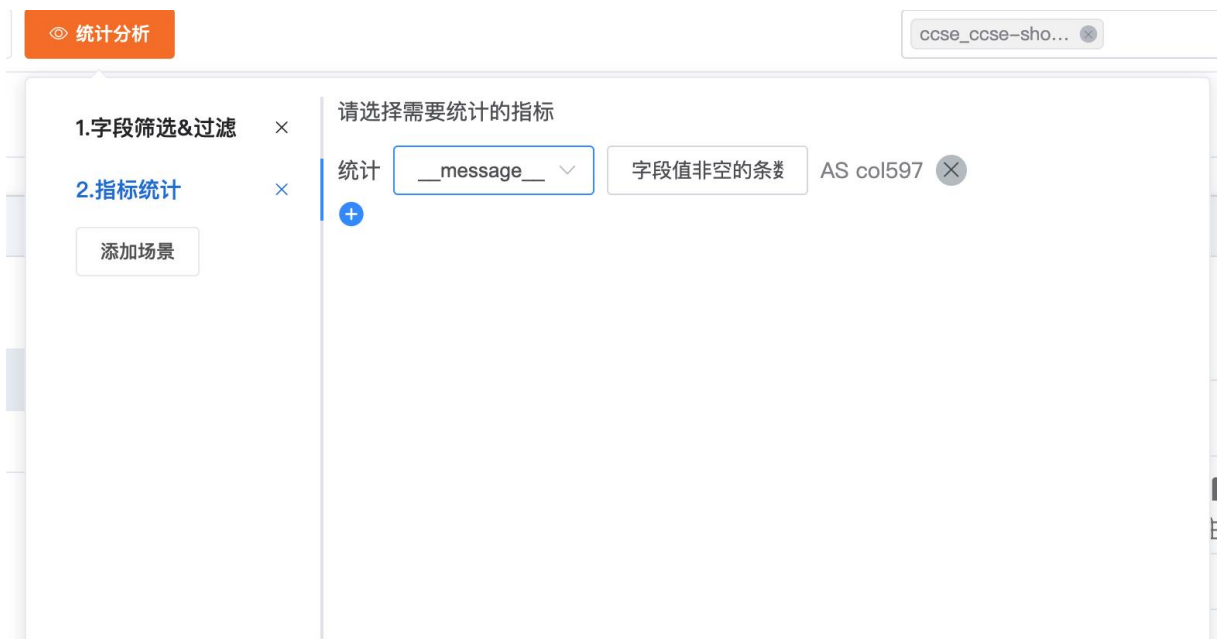 统计分析
ccse_ccse-sho...
1.字段筛选&过滤
2.指标统计
添加场景
请选择需要统计的指标
统计 __message__ 字段值非空的条数 AS col597